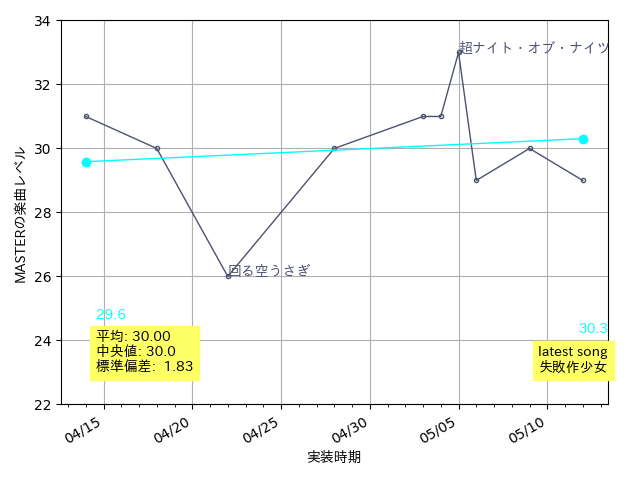 34
32
30
28
26
24
22
MASTERの楽曲レベル
超ナイト・オブ・ナイツ
回る空うさぎ
29.6
平均: 30.00
中央値: 30.0
標準偏差: 1.83
30.3
latest song
失敗作少女
04/15
04/20
04/25
04/30
05/05
05/10
実装時期